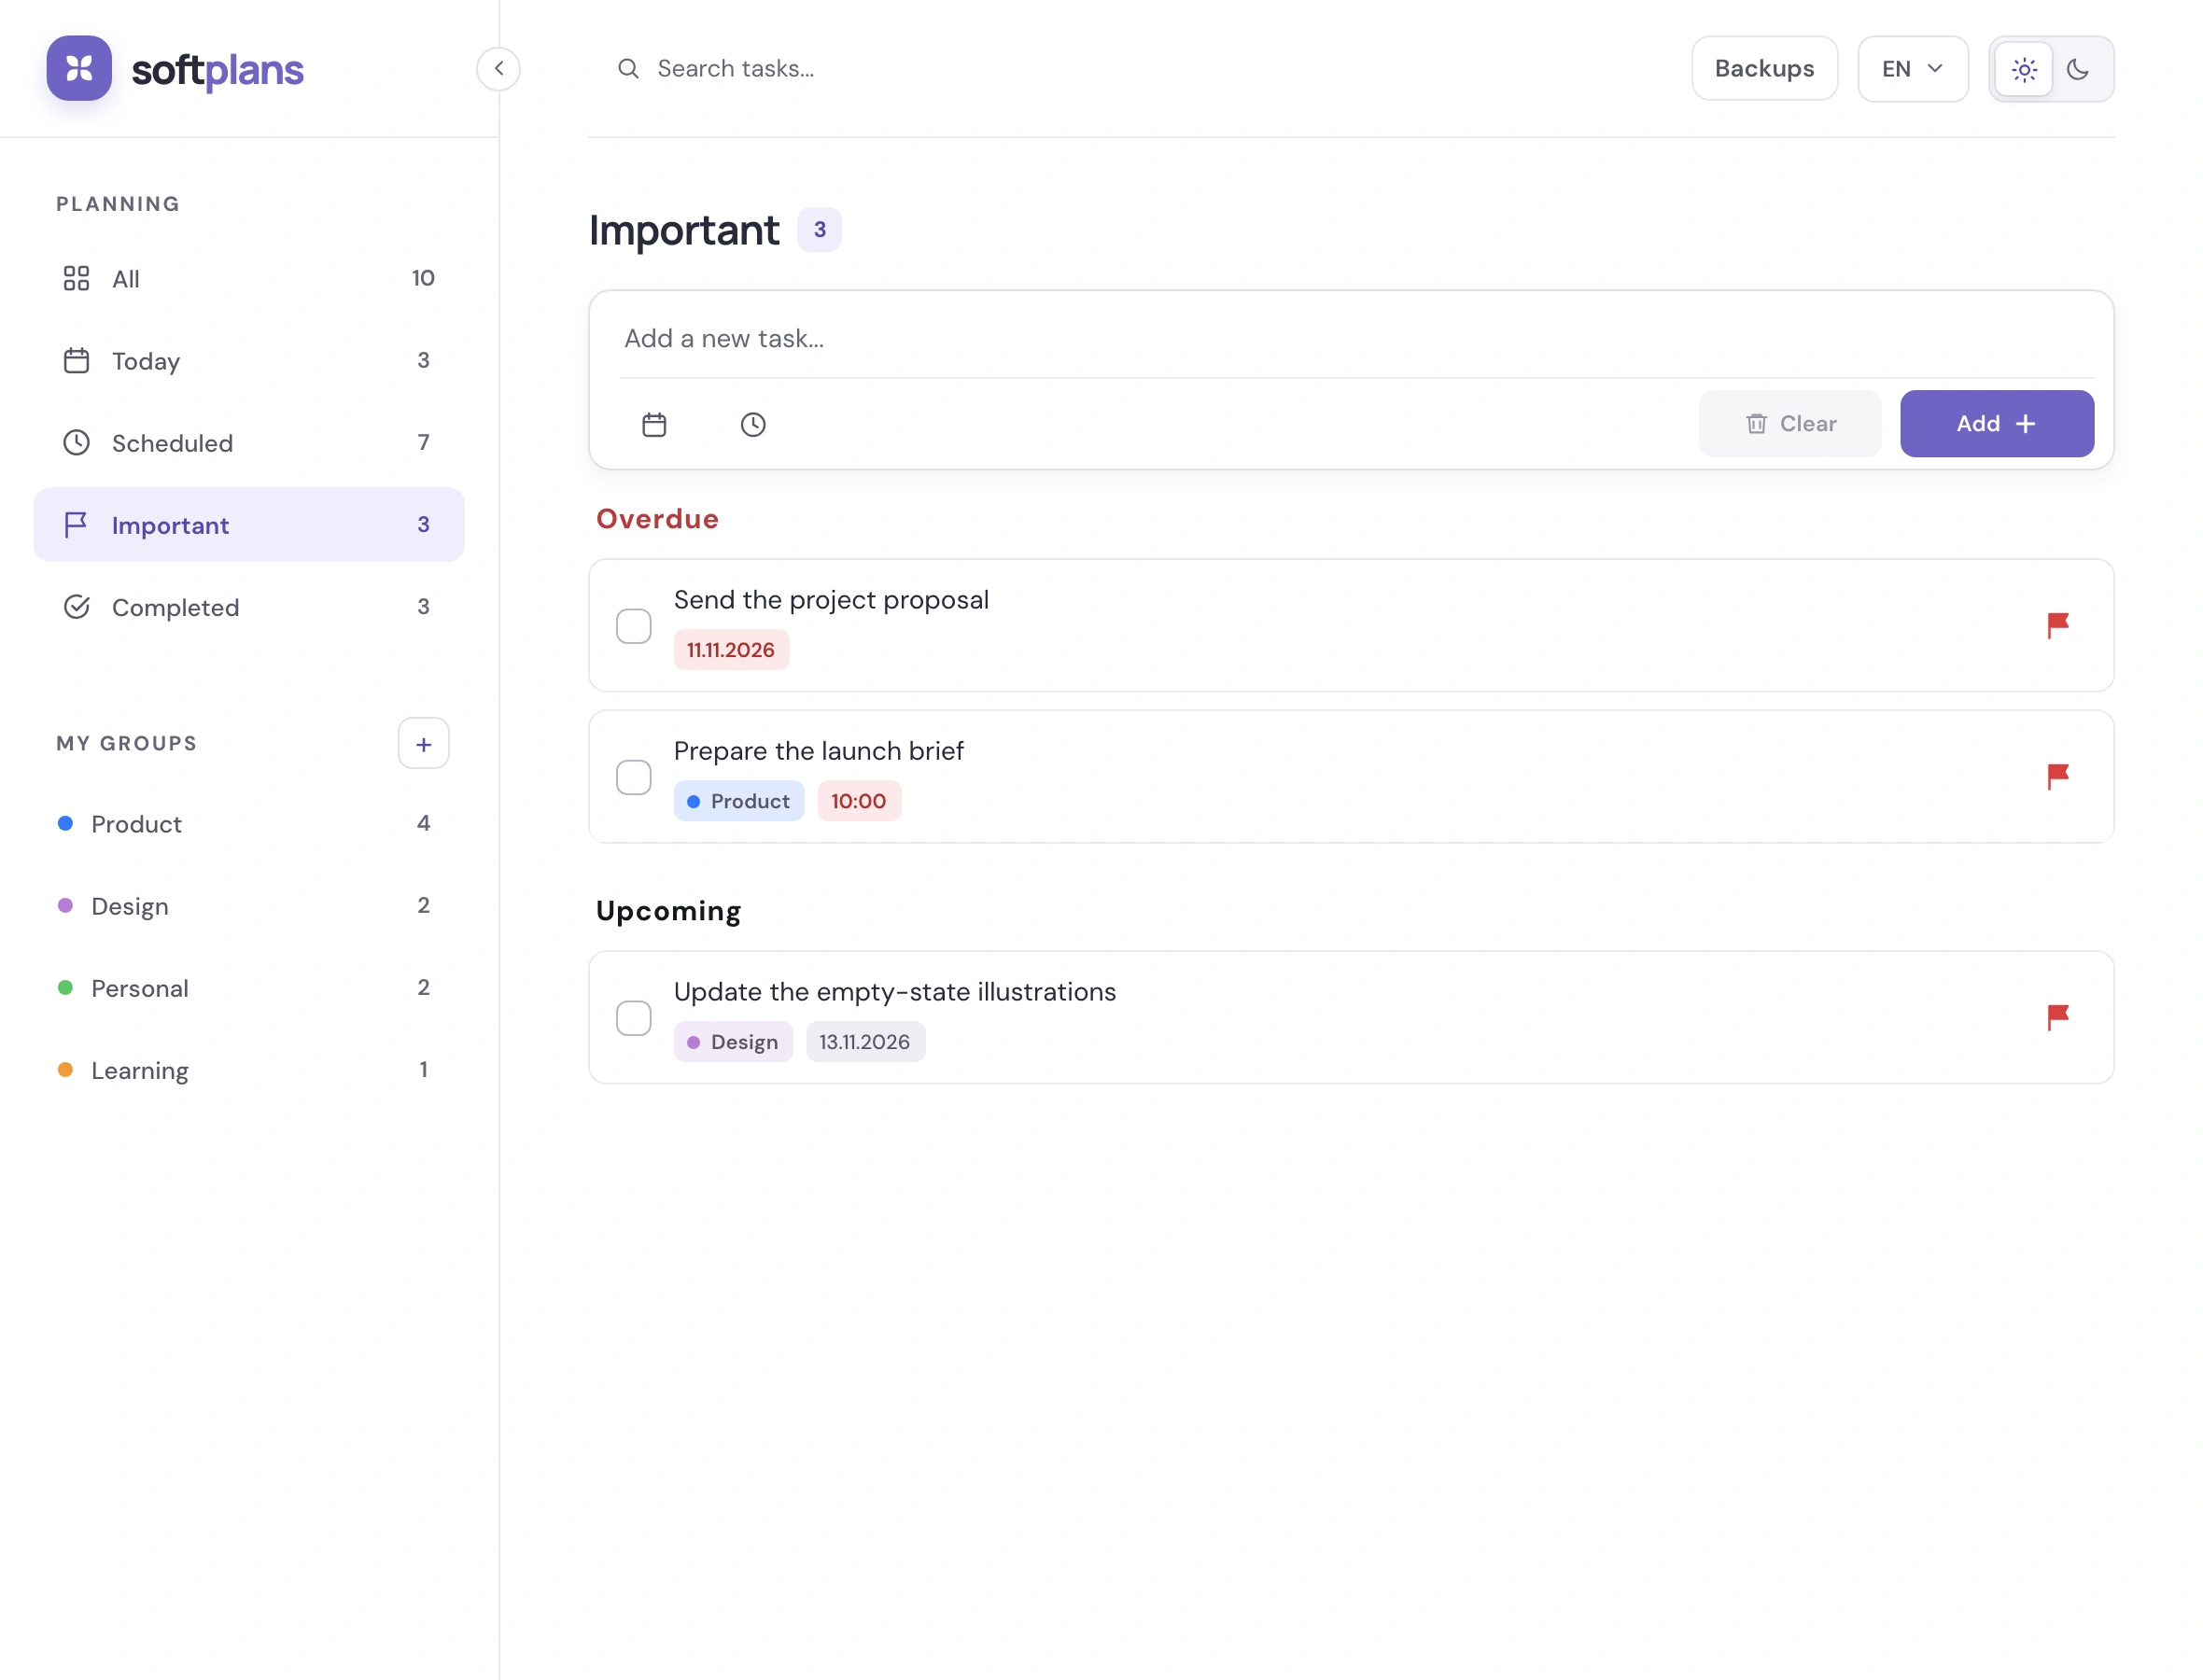 softplans
Search tasks...
Backups
EN
PLANNING
All 10
Today 3
Scheduled 7
Important 3
Completed 3
MY GROUPS
+
Product 4
Design 2
Personal 2
Learning 1
Important 3
Add a new task...
Clear
Add +
Overdue
Send the project proposal
11.11.2026
Prepare the launch brief
Product 10:00
Upcoming
Update the empty-state illustrations
Design 13.11.2026